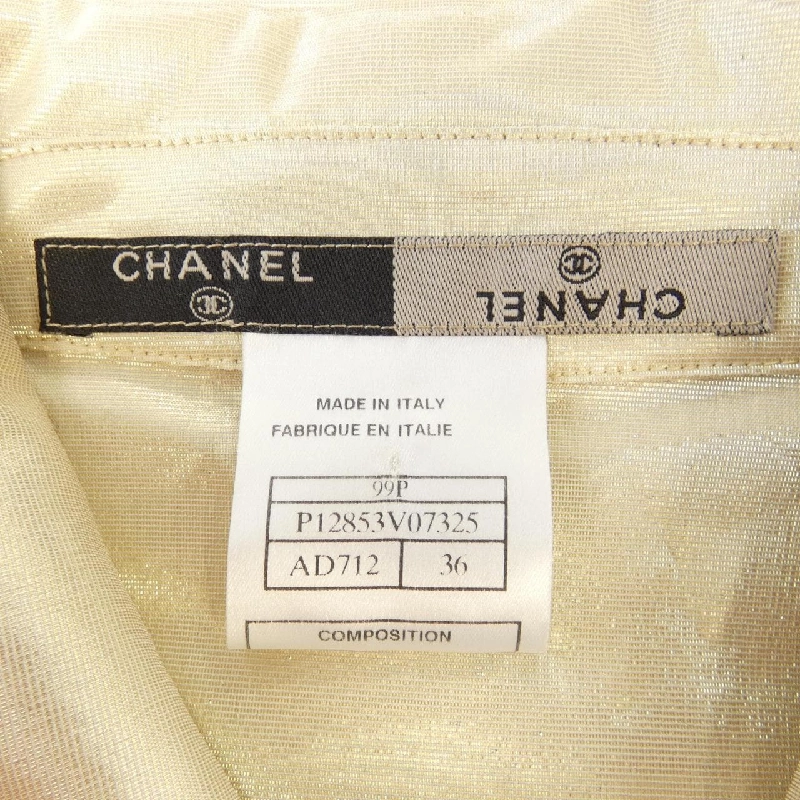 CHANEL
CHANEL
MADE IN ITALY
FABRIQUE EN ITALIE
99P
P12853V07325
AD712 36
COMPOSITION